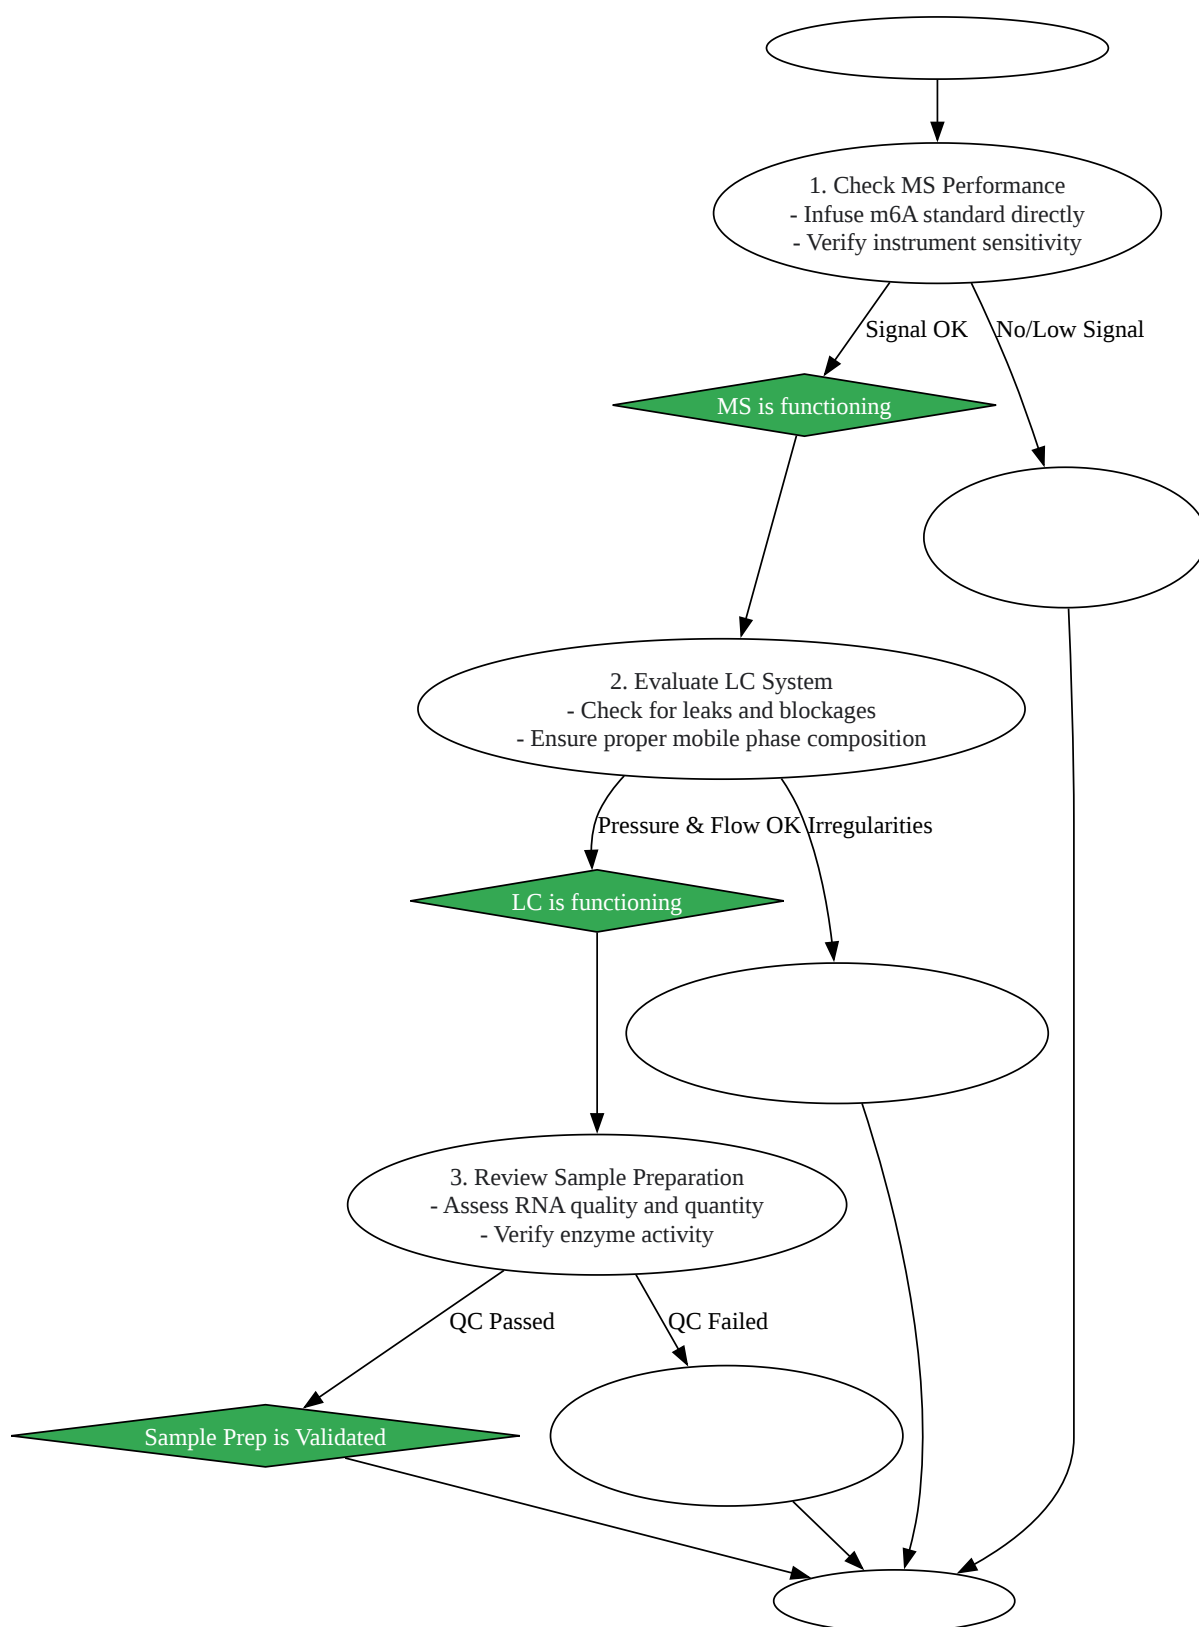 1. Check MS Performance
- Infuse m6A standard directly
- Verify instrument sensitivity
Signal OK
No/Low Signal
MS is functioning
2. Evaluate LC System
- Check for leaks and blockages
- Ensure proper mobile phase composition
Pressure & Flow OK
Irregularities
LC is functioning
3. Review Sample Preparation
- Assess RNA quality and quantity
- Verify enzyme activity
QC Passed
QC Failed
Sample Prep is Validated